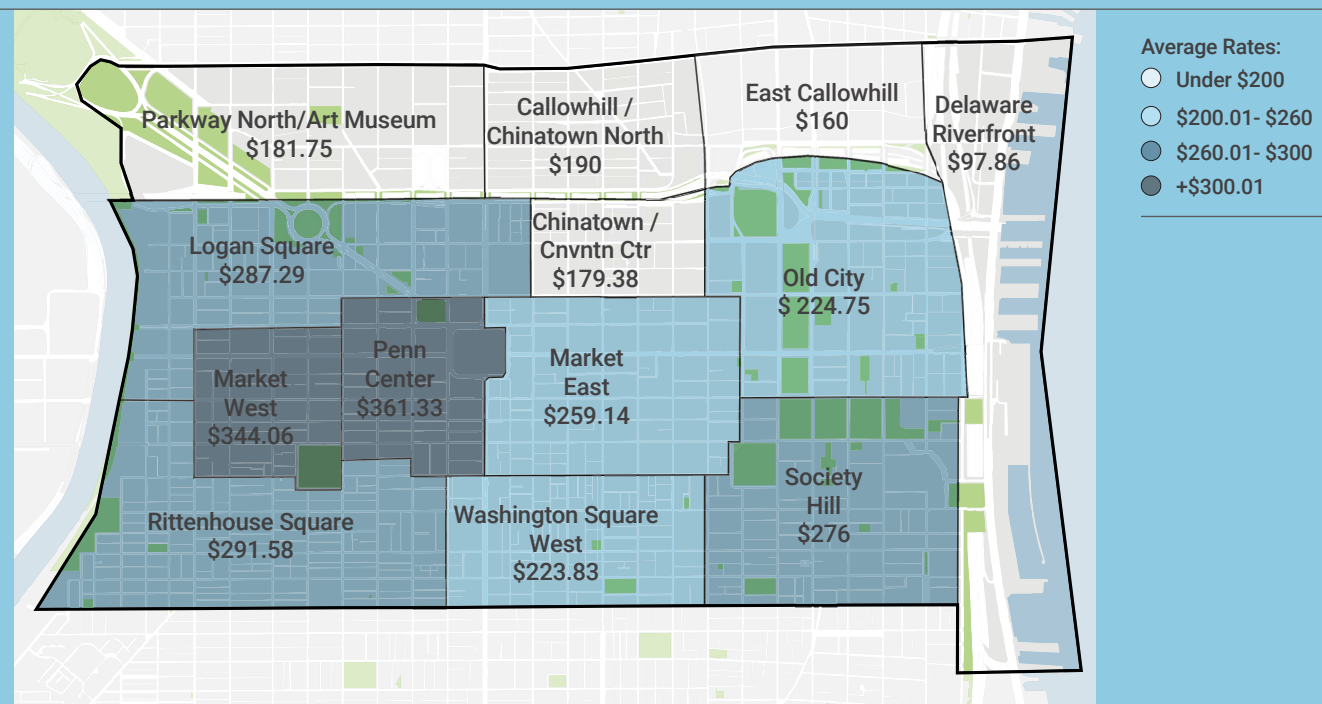 Average Rates:
Under $200
$200.01- $260
$260.01- $300
+$300.01
Parkway North/Art Museum
$181.75
Callowhill /
Chinatown North
$190
East Callowhill
$160
Delaware
Riverfront
$97.86
Logan Square
$287.29
Chinatown /
Cnvntn Ctr
$179.38
Old City
$ 224.75
Penn
Center
$361.33
Market
West
$344.06
Market
East
$259.14
Rittenhouse Square
$291.58
Washington Square
West
$223.83
Society
Hill
$276